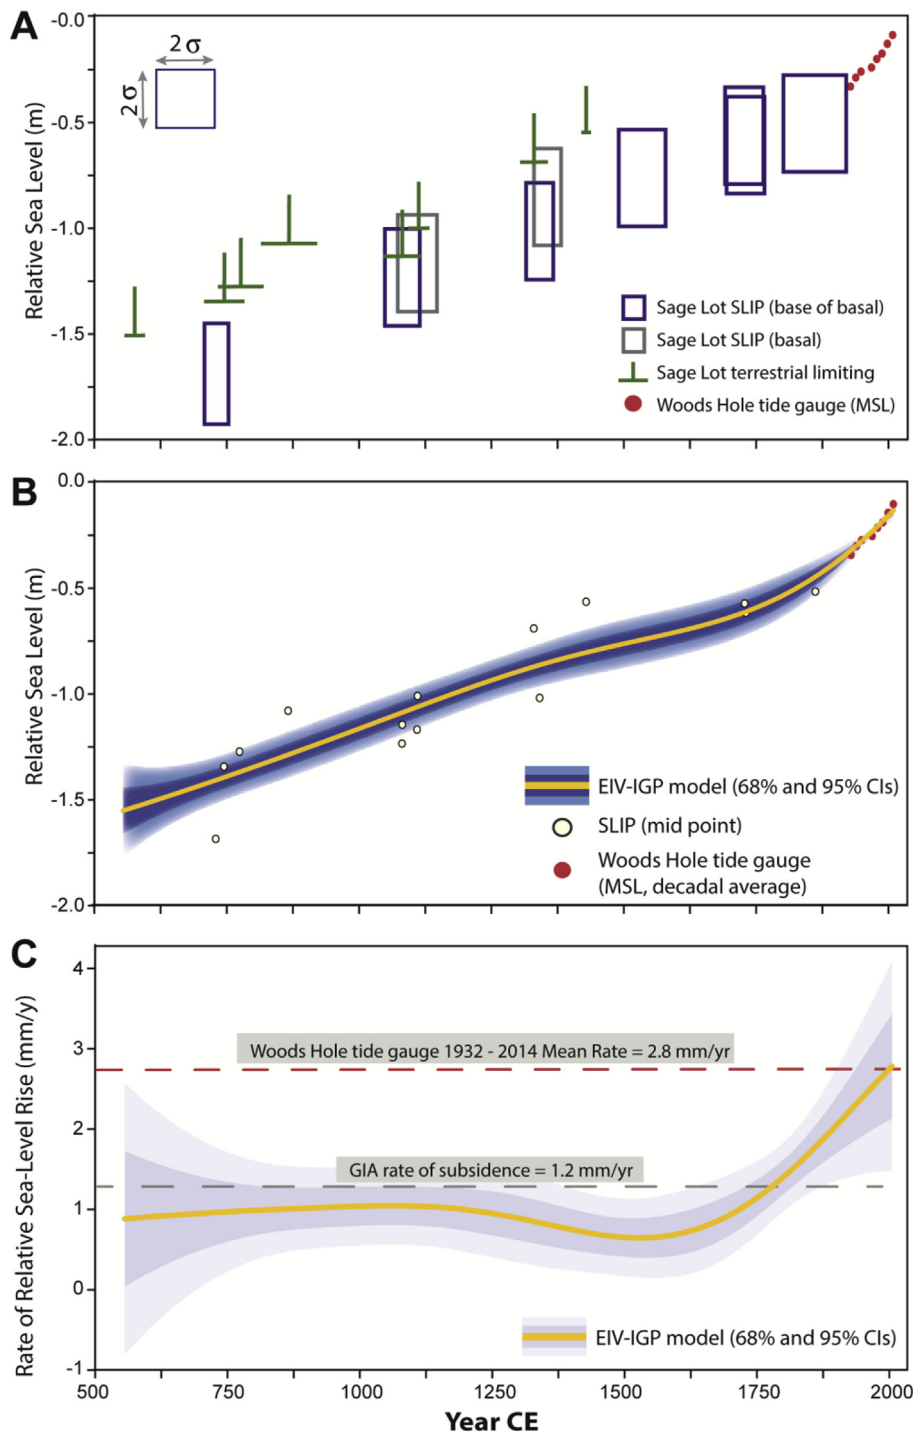 A
-0.0
-0.5
-1.0
-1.5
-2.0
Relative Sea Level (m)
2σ
2σ
Sage Lot SLIP (base of basal)
Sage Lot SLIP (basal)
Sage Lot terrestrial limiting
Woods Hole tide gauge (MSL)
B
0.0
-0.5
-1.0
-1.5
-2.0
Relative Sea Level (m)
EIV-IGP model (68% and 95% CIs)
SLIP (mid point)
Woods Hole tide gauge
(MSL, decadal average)
C
4
3
2
1
0
-1
Rate of Relative Sea-Level Rise (mm/y)
Woods Hole tide gauge 1932 - 2014 Mean Rate = 2.8 mm/yr
GIA rate of subsidence = 1.2 mm/yr
EIV-IGP model (68% and 95% CIs)
500 750 1000 1250 1500 1750 2000
Year CE